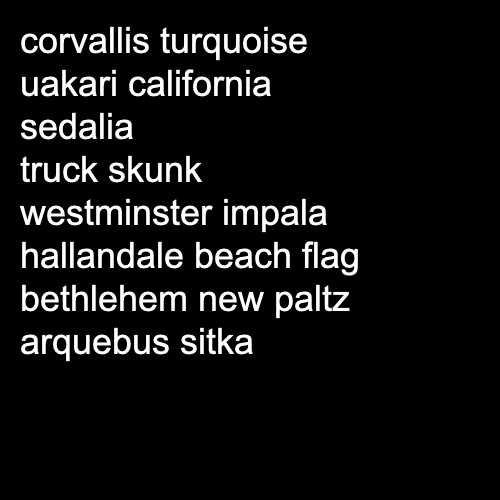 corvallis turquoise
uakari california
sedalia
truck skunk
westminster impala
hallandale beach flag
bethlehem new paltz
arquebus sitka